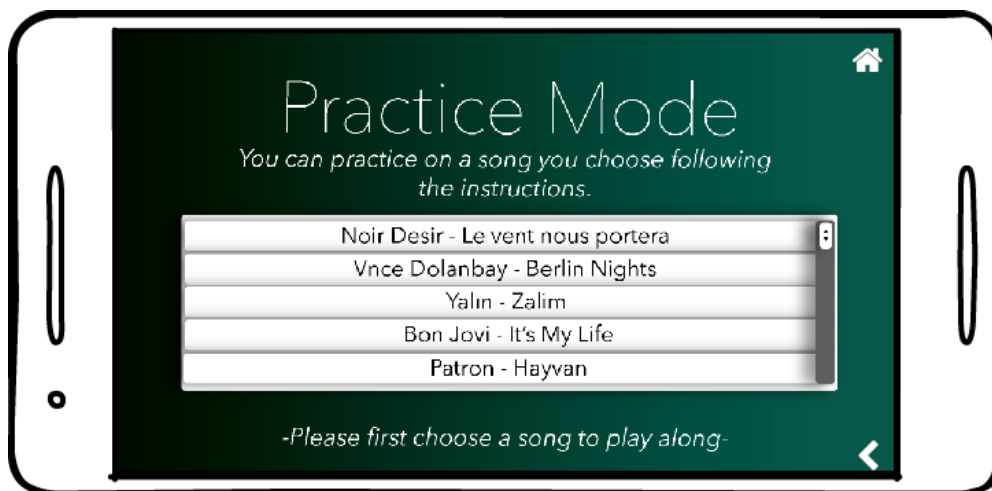 Practice Mode
You can practice on a song you choose following
the instructions.
Noir Desir - Le vent nous portera
Vnce Dolanbay - Berlin Nights
Yalın - Zalim
Bon Jovi - It's My Life
Patron - Hayvan
-Please first choose a song to play along-